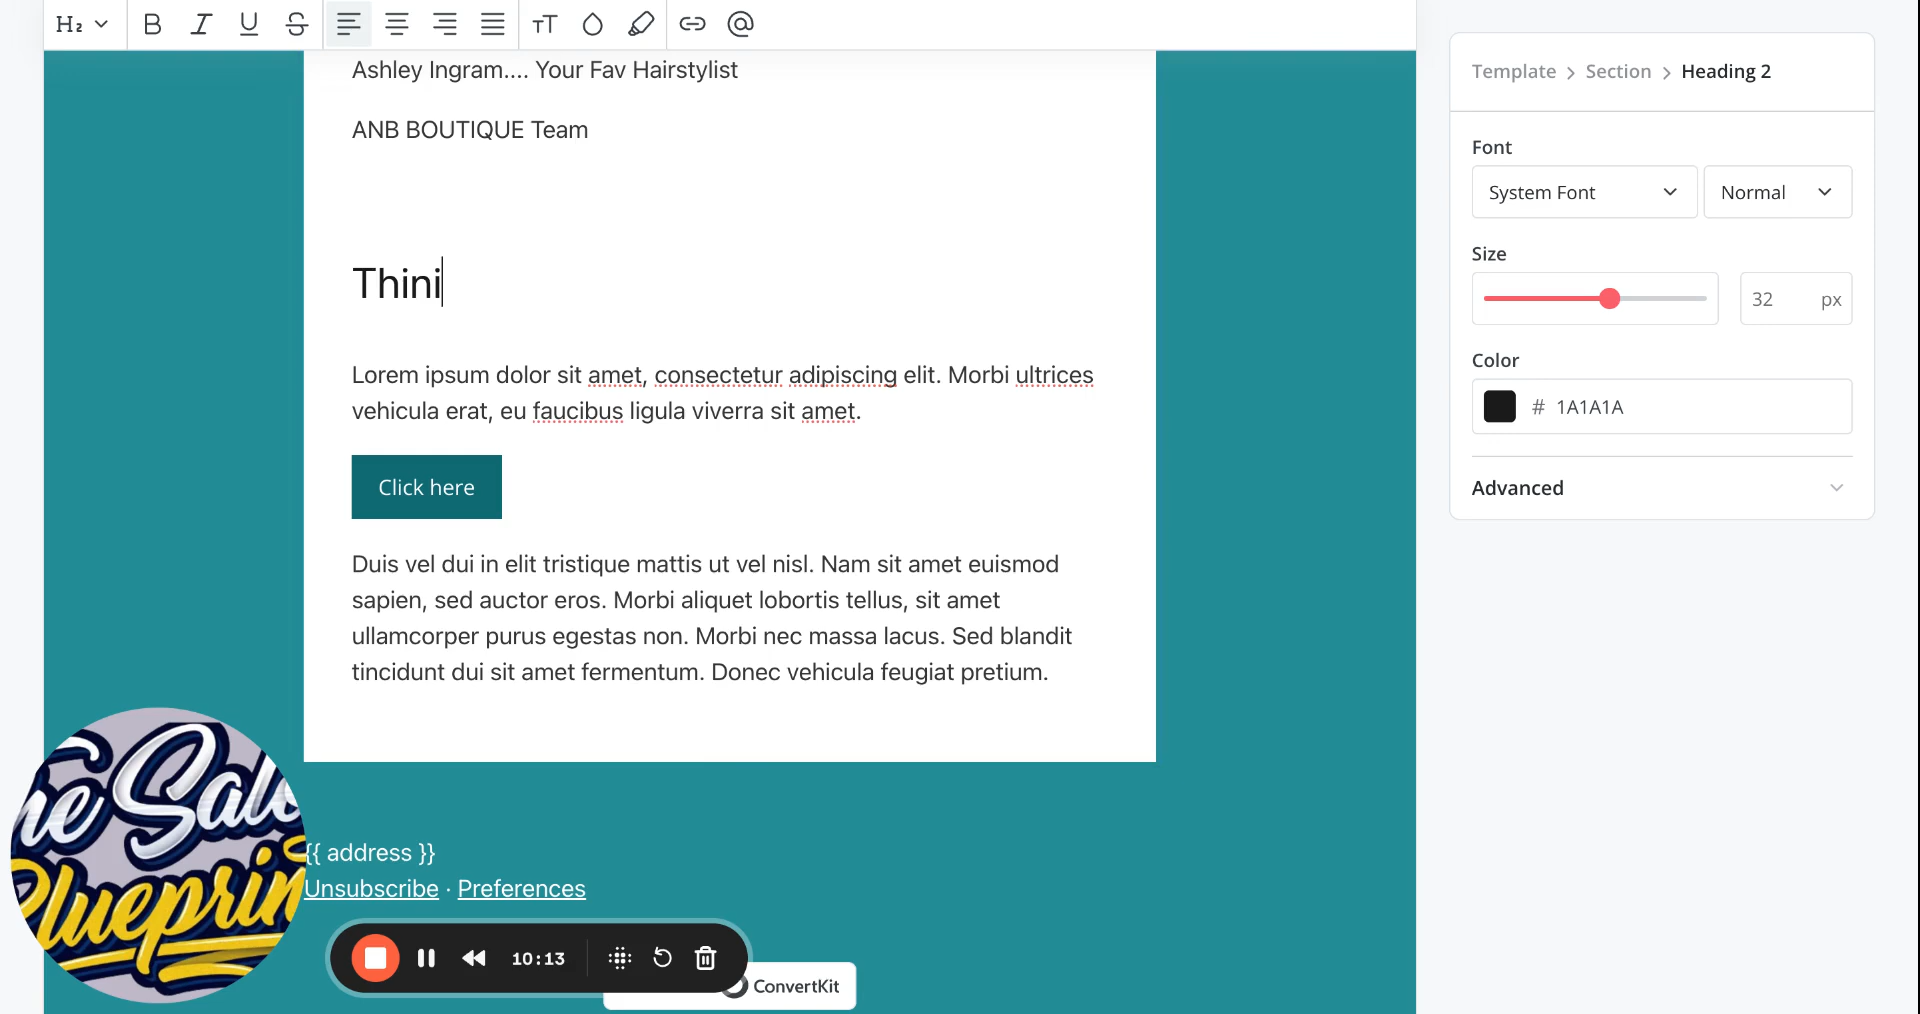 H₂
B I U S
TT
Template > Section > Heading 2
Ashley Ingram.... Your Fav Hairstylist
ANB BOUTIQUE Team
Thini
Lorem ipsum dolor sit amet, consectetur adipiscing elit. Morbi ultrices
vehicula erat, eu faucibus ligula viverra sit amet.
Click here
Duis vel dui in elit tristique mattis ut vel nisl. Nam sit amet euismod
sapien, sed auctor eros. Morbi aliquet lobortis tellus, sit amet
ullamcorper purus egestas non. Morbi nec massa lacus. Sed blandit
tincidunt dui sit amet fermentum. Donec vehicula feugiat pretium.
Font
System Font
Normal
Size
32 px
Color
# 1A1A1A
Advanced
Blueprin
{{ address }}
Unsubscribe · Preferences
10:13
ConvertKit